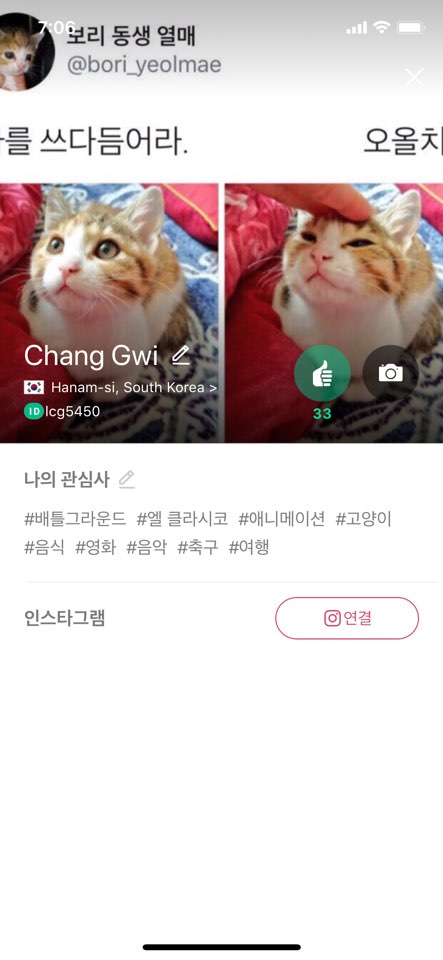 7:06
보리 동생 열매
@bori_yeolmae
를 쓰다듬어라.
오올치
Chang Gwi
Hanam-si, South Korea >
ID lcg5450
33
나의 관심사
#배틀그라운드 #엘 클라시코 #애니메이션 #고양이
#음식 #영화 #음악 #축구 #여행
인스타그램
연결